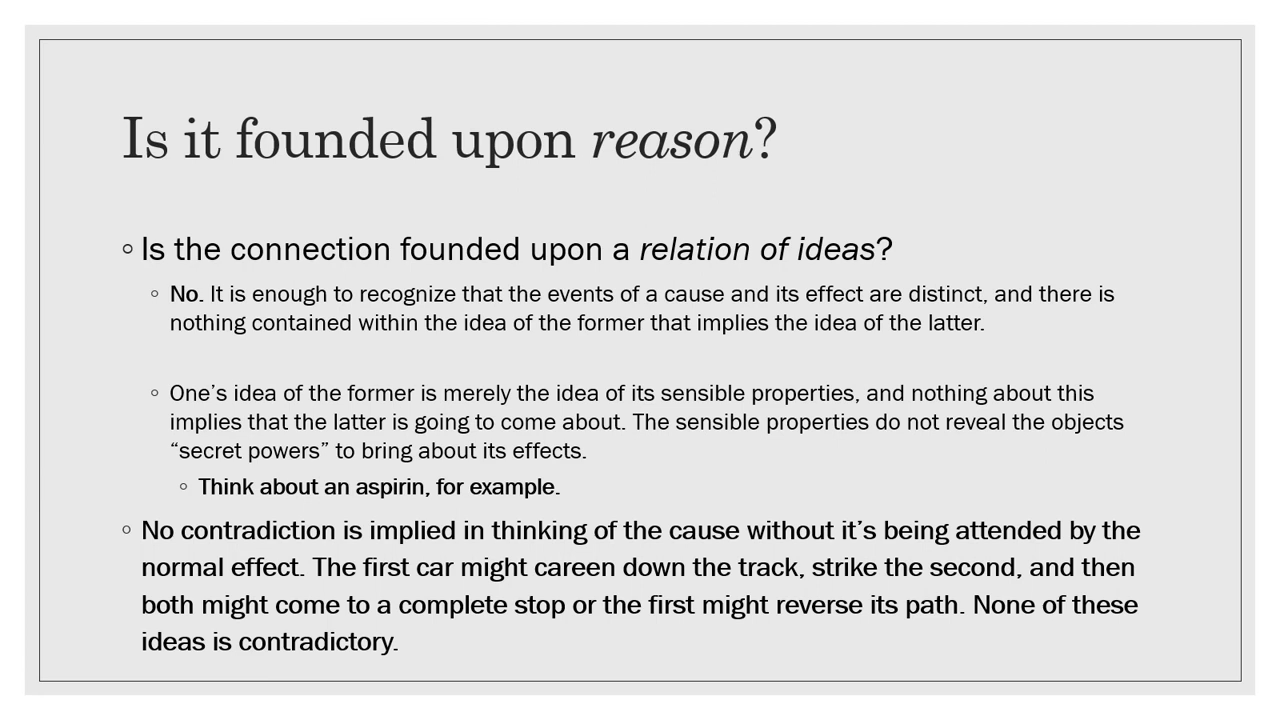 Is it founded upon reason?
◦ Is the connection founded upon a relation of ideas?
◦ No. It is enough to recognize that the events of a cause and its effect are distinct, and there is
nothing contained within the idea of the former that implies the idea of the latter.
◦ One’s idea of the former is merely the idea of its sensible properties, and nothing about this
implies that the latter is going to come about. The sensible properties do not reveal the objects
“secret powers” to bring about its effects.
◦ Think about an aspirin, for example.
◦ No contradiction is implied in thinking of the cause without it’s being attended by the
normal effect. The first car might careen down the track, strike the second, and then
both might come to a complete stop or the first might reverse its path. None of these
ideas is contradictory.